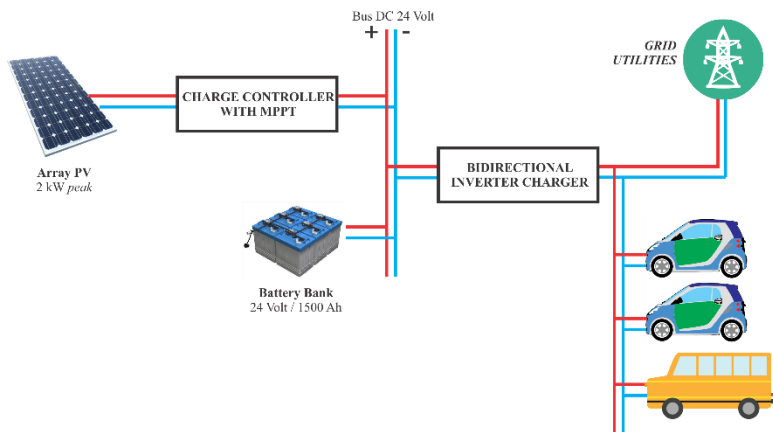 Bus DC 24 Volt
+ -
GRID
UTILITIES
CHARGE CONTROLLER
WITH MPPT
BIDIRECTIONAL
INVERTER CHARGER
Array PV
2 kW peak
Battery Bank
24 Volt / 1500 Ah